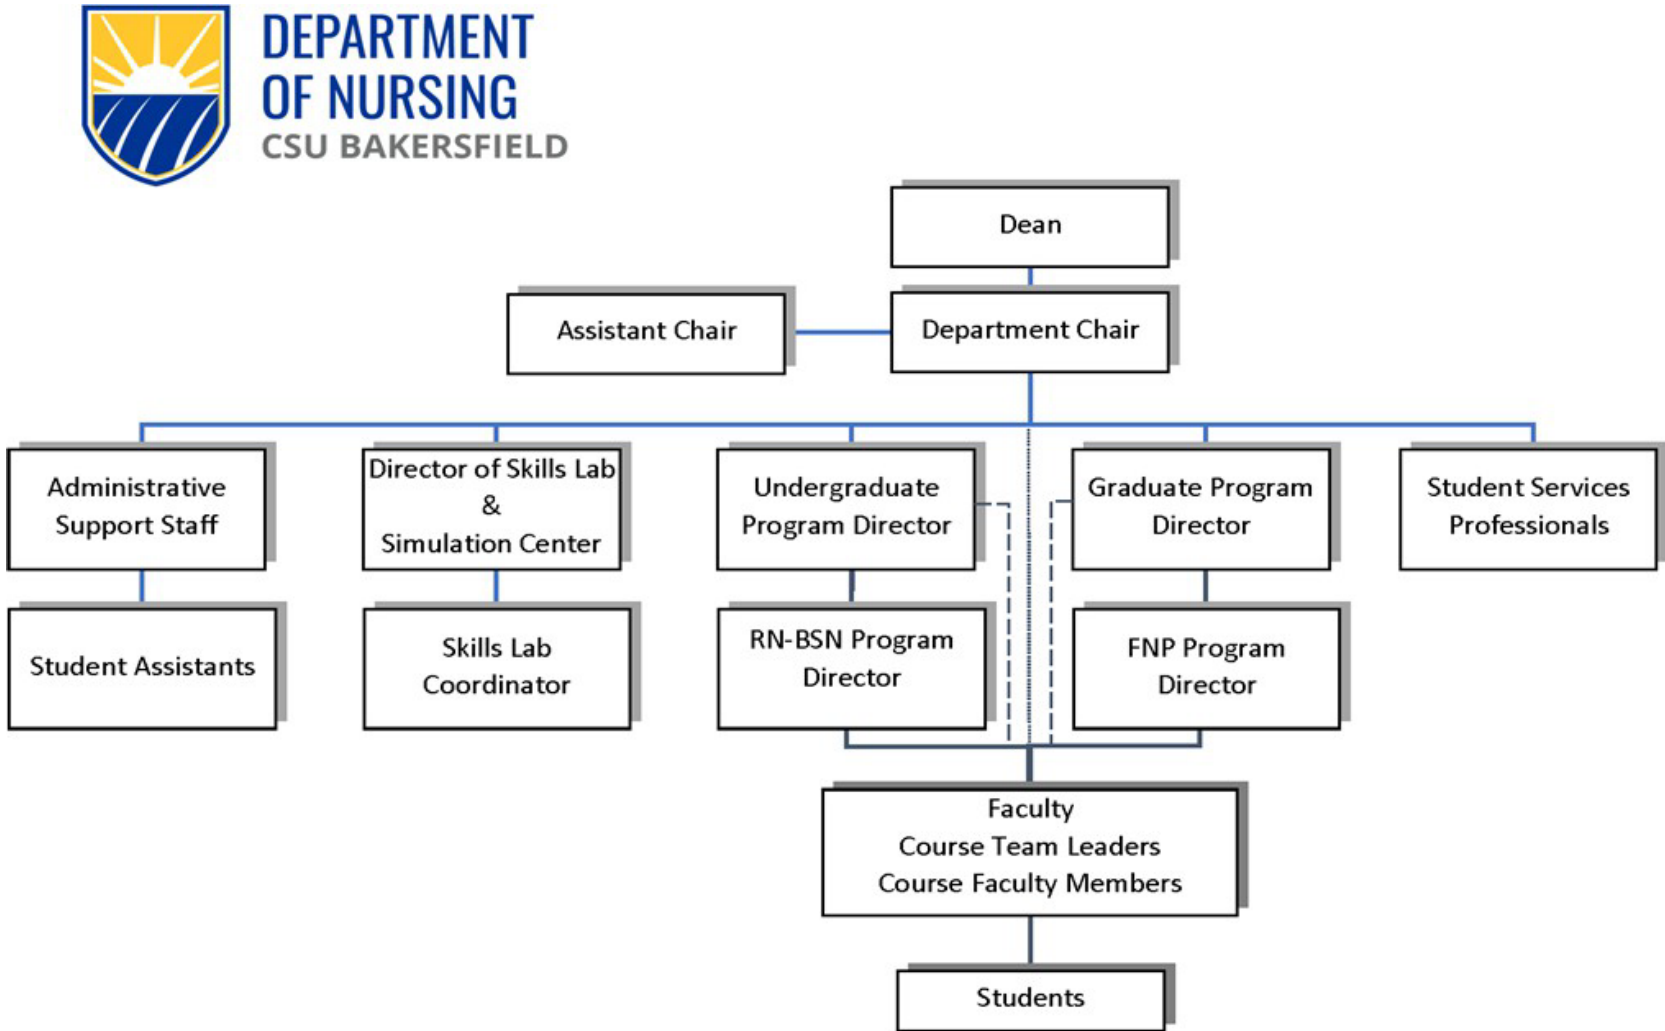 DEPARTMENT
OF NURSING
CSU BAKERSFIELD
Dean
Assistant Chair
Department Chair
Administrative
Support Staff
Director of Skills Lab
&
Simulation Center
Undergraduate
Program Director
Graduate Program
Director
Student Services
Professionals
Student Assistants
Skills Lab
Coordinator
RN-BSN Program
Director
FNP Program
Director
Faculty
Course Team Leaders
Course Faculty Members
Students